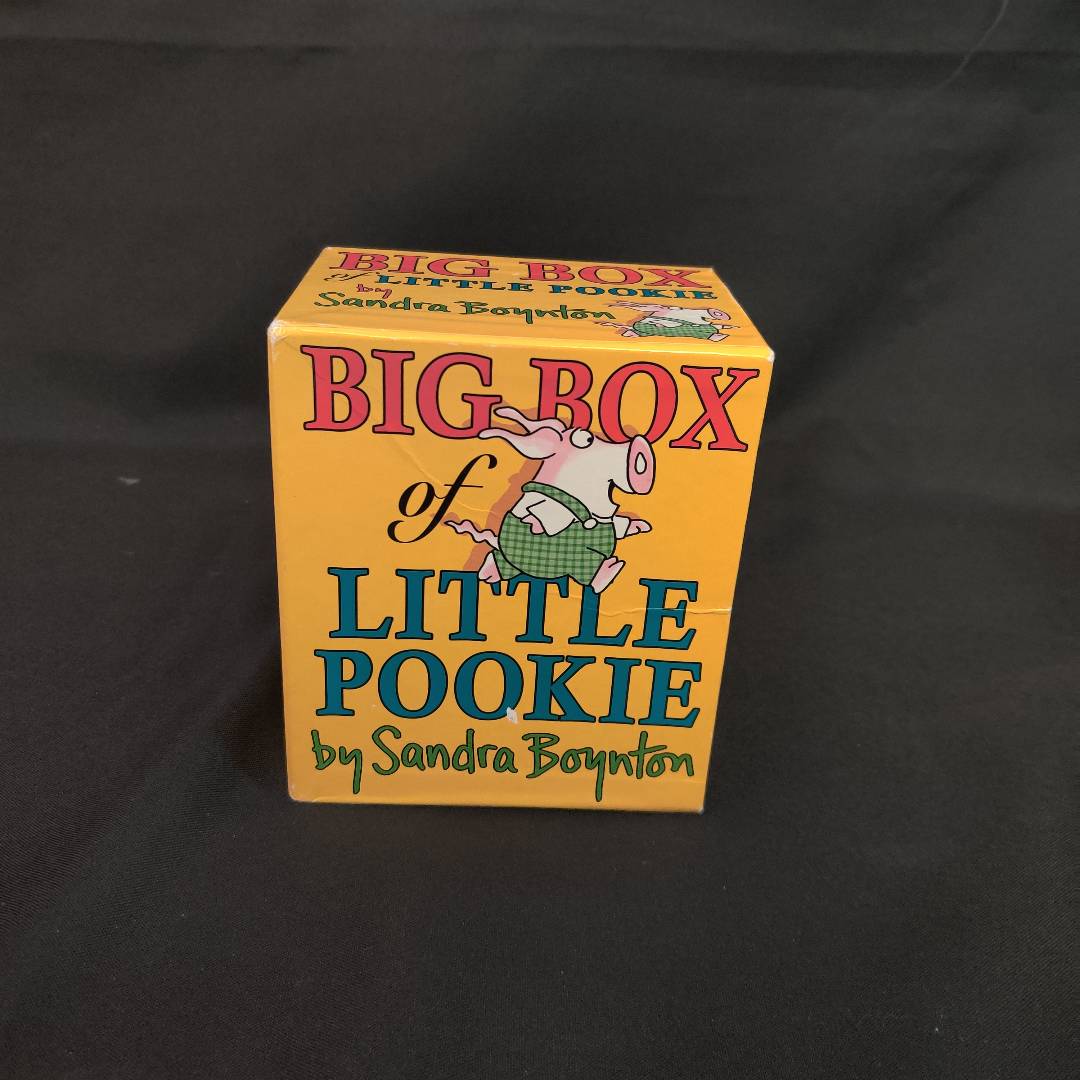 BIG BOX
of LITTLE POOKIE
by
Sandra Boynton
BIG BOX
of
LITTLE
POOKIE
by Sandra Boynton